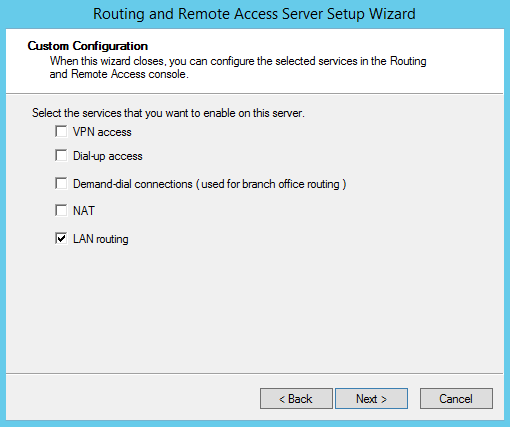 Routing and Remote Access Server Setup Wizard
Custom Configuration
When this wizard closes, you can configure the selected services in the Routing
and Remote Access console.
Select the services that you want to enable on this server.
VPN access
Dial-up access
Demand-dial connections ( used for branch office routing )
NAT
LAN routing
< Back
Next >
Cancel